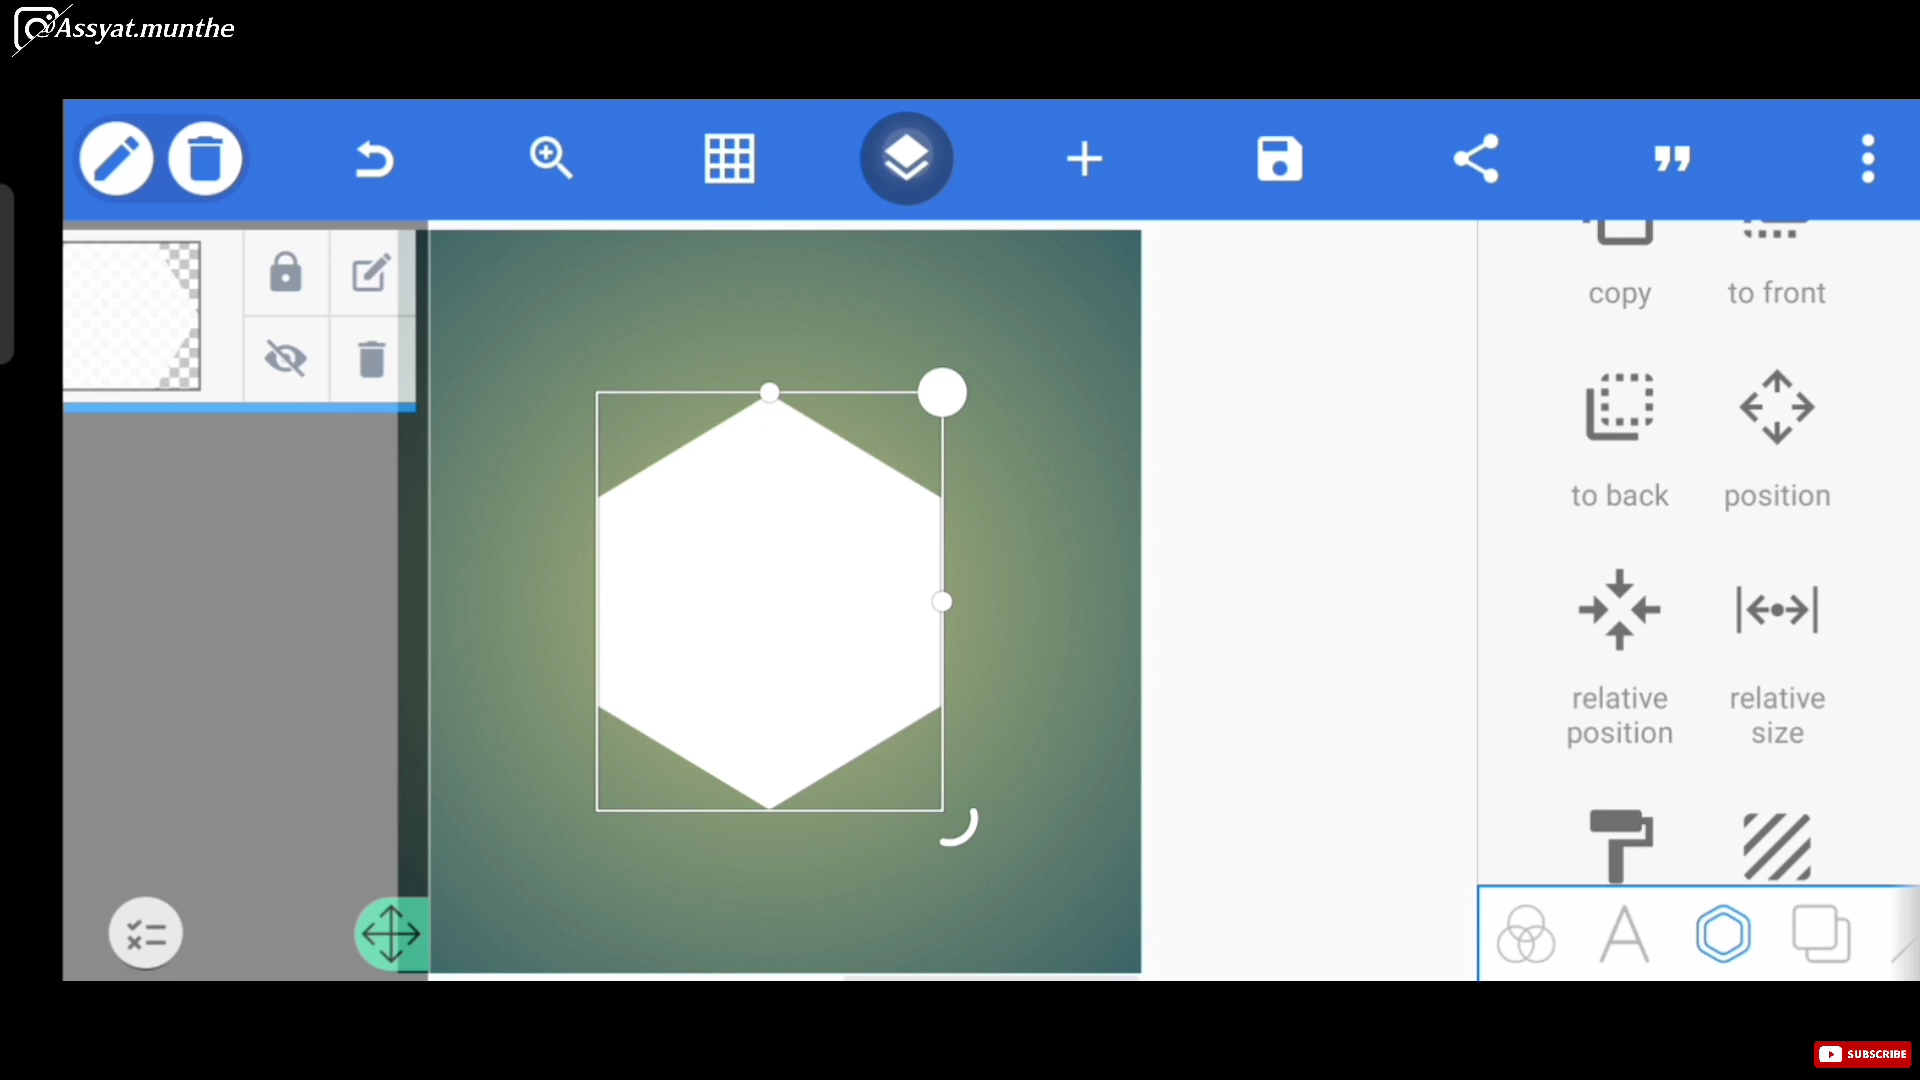 @Assyat.munthe
copy
to front
to back
position
relative
position
relative
size
SUBSCRIBE